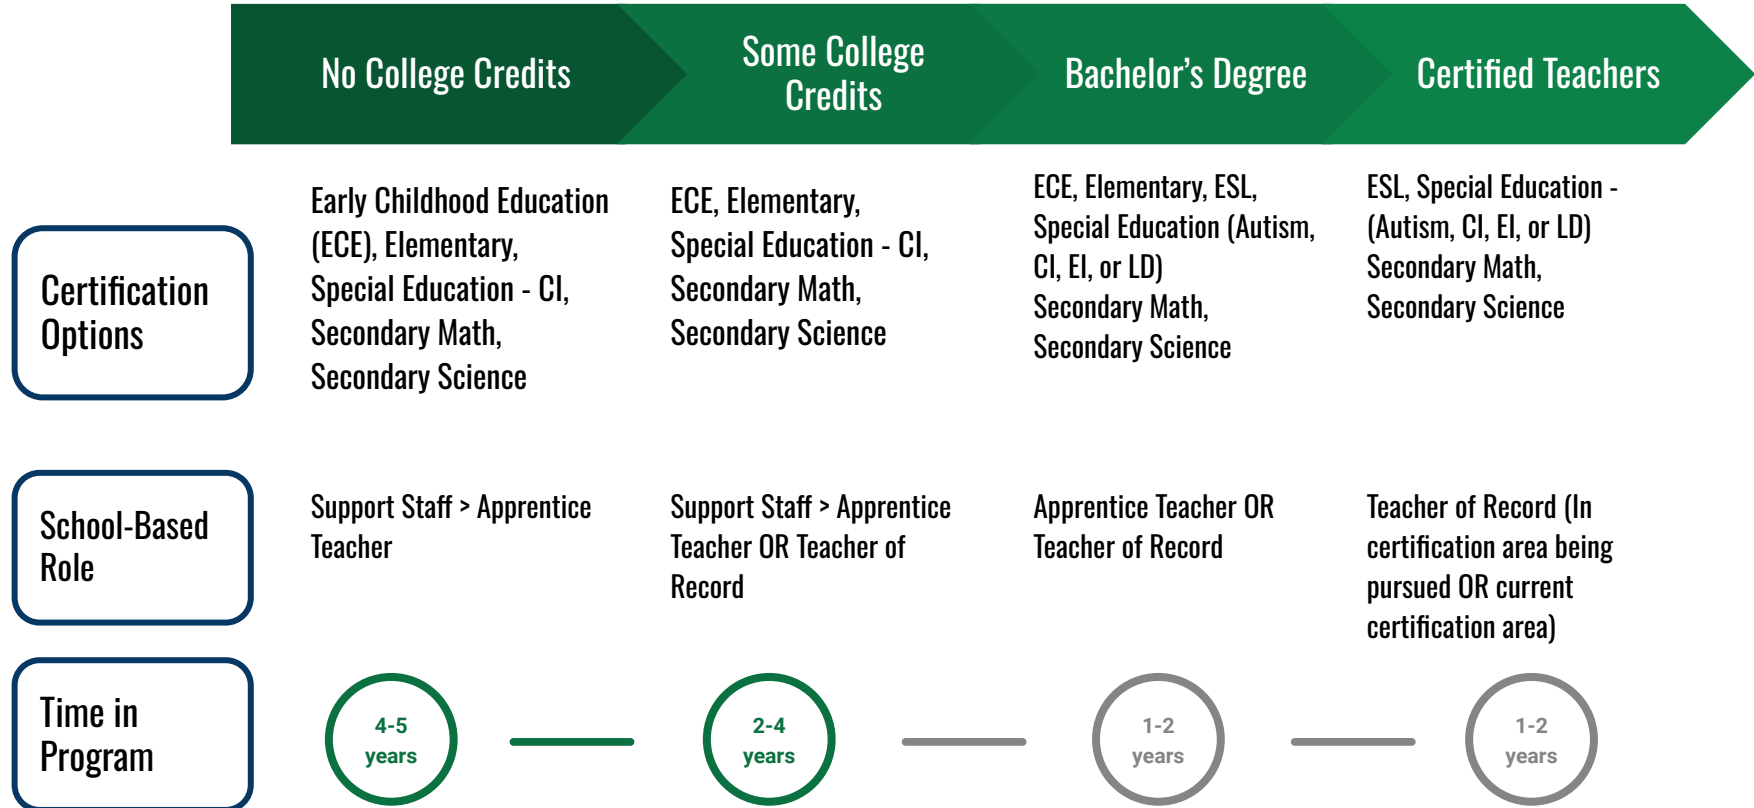 No College Credits
Some College
Credits
Bachelor’s Degree
Certified Teachers
Certification
Options
Early Childhood Education
(ECE), Elementary,
Special Education - CI,
Secondary Math,
Secondary Science
ECE, Elementary,
Special Education - CI,
Secondary Math,
Secondary Science
ECE, Elementary, ESL,
Special Education (Autism,
CI, EI, or LD)
Secondary Math,
Secondary Science
ESL, Special Education -
(Autism, CI, EI, or LD)
Secondary Math,
Secondary Science
School-Based
Role
Support Staff > Apprentice
Teacher
Support Staff > Apprentice
Teacher OR Teacher of
Record
Apprentice Teacher OR
Teacher of Record
Teacher of Record (In
certification area being
pursued OR current
certification area)
Time in
Program
4-5
years
2-4
years
1-2
years
1-2
years